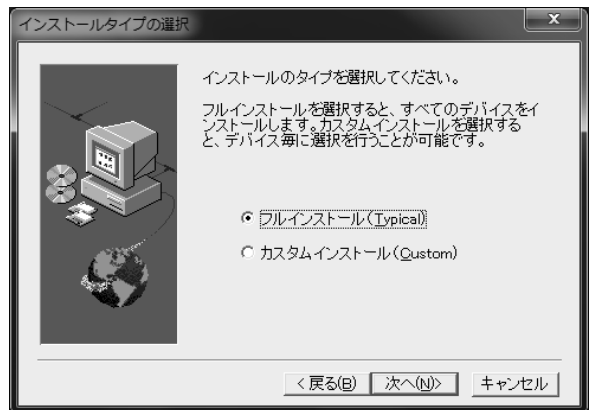 インストールタイプの選択
インストールのタイプを選択してください。
フルインストールを選択すると、すべてのデバイスをイ
ンストールします。カスタムインストールを選択する
と、デバイス毎に選択を行うことが可能です。
フルインストール(Typical)
カスタムインストール(Custom)
< 戻る(B) 次へ(N)> キャンセル